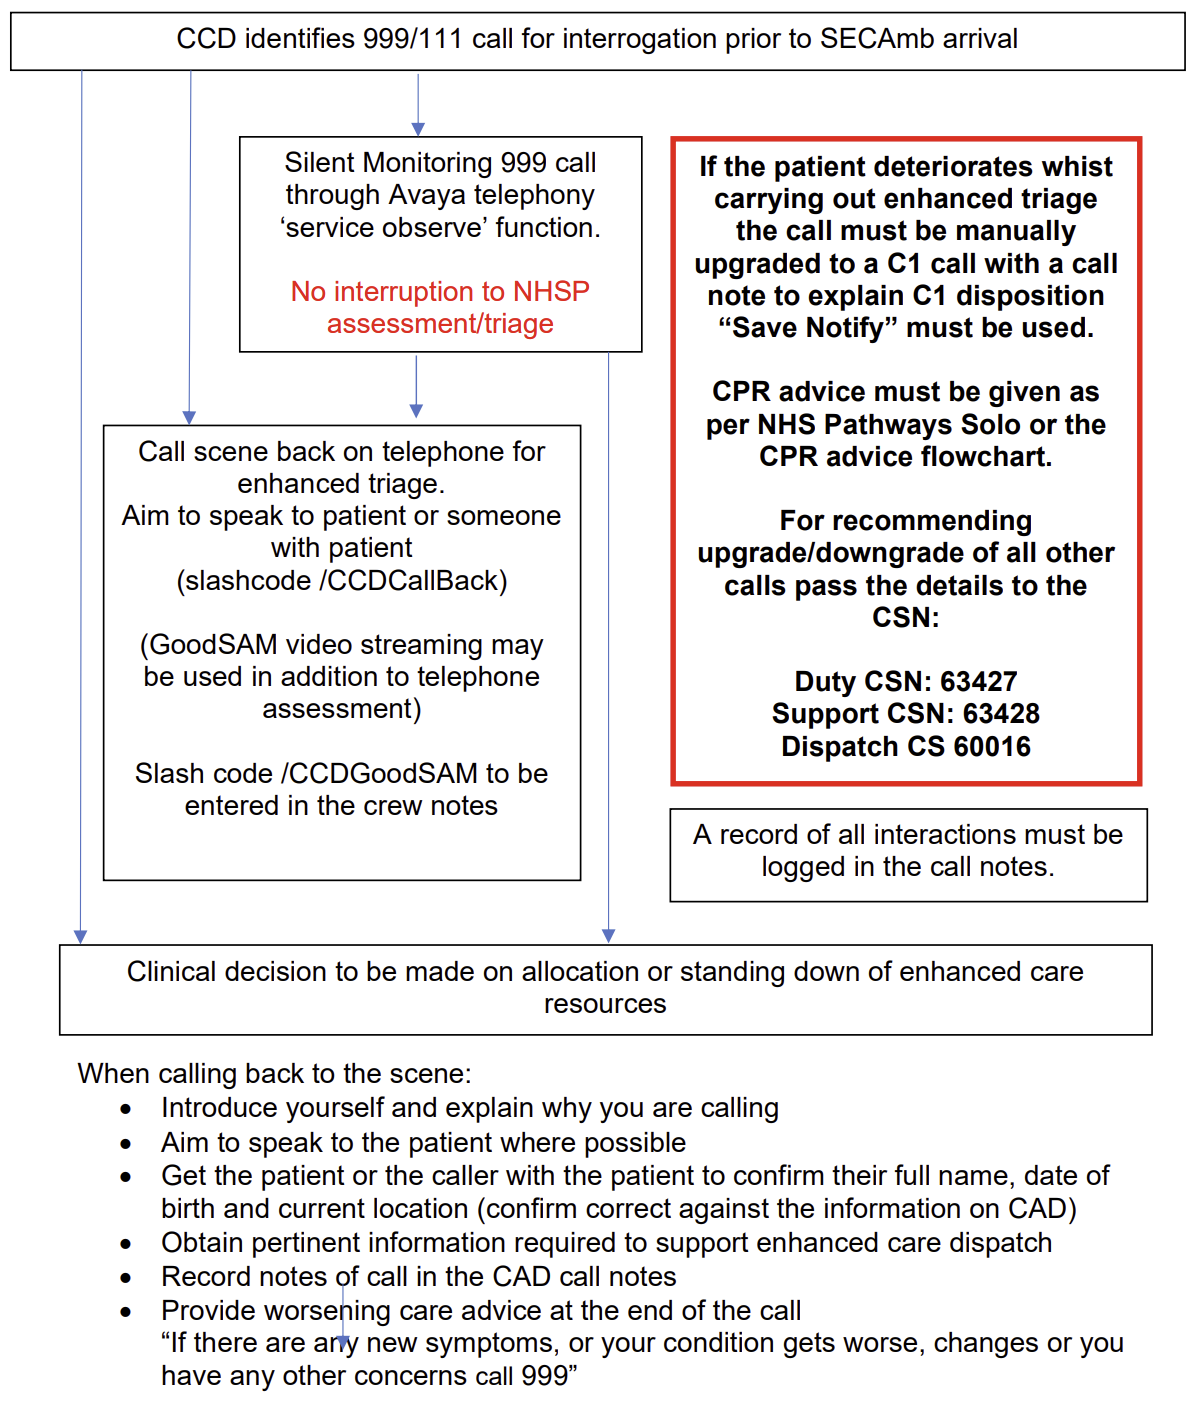 CCD identifies 999/111 call for interrogation prior to SECAmb arrival
Silent Monitoring 999 call
through Avaya telephony
‘service observe’ function.
No interruption to NHSP
assessment/triage
If the patient deteriorates whist
carrying out enhanced triage
the call must be manually
upgraded to a C1 call with a call
note to explain C1 disposition
“Save Notify” must be used.
CPR advice must be given as
per NHS Pathways Solo or the
CPR advice flowchart.
For recommending
upgrade/downgrade of all other
calls pass the details to the
CSN:
Duty CSN: 63427
Support CSN: 63428
Dispatch CS 60016
Call scene back on telephone for
enhanced triage.
Aim to speak to patient or someone
with patient
(slashcode /CCDCallBack)
(GoodSAM video streaming may
be used in addition to telephone
assessment)
Slash code /CCDGoodSAM to be
entered in the crew notes
A record of all interactions must be
logged in the call notes.
Clinical decision to be made on allocation or standing down of enhanced care
resources
When calling back to the scene:
• Introduce yourself and explain why you are calling
• Aim to speak to the patient where possible
• Get the patient or the caller with the patient to confirm their full name, date of
birth and current location (confirm correct against the information on CAD)
• Obtain pertinent information required to support enhanced care dispatch
• Record notes of call in the CAD call notes
• Provide worsening care advice at the end of the call
“If there are any new symptoms, or your condition gets worse, changes or you
have any other concerns call 999”